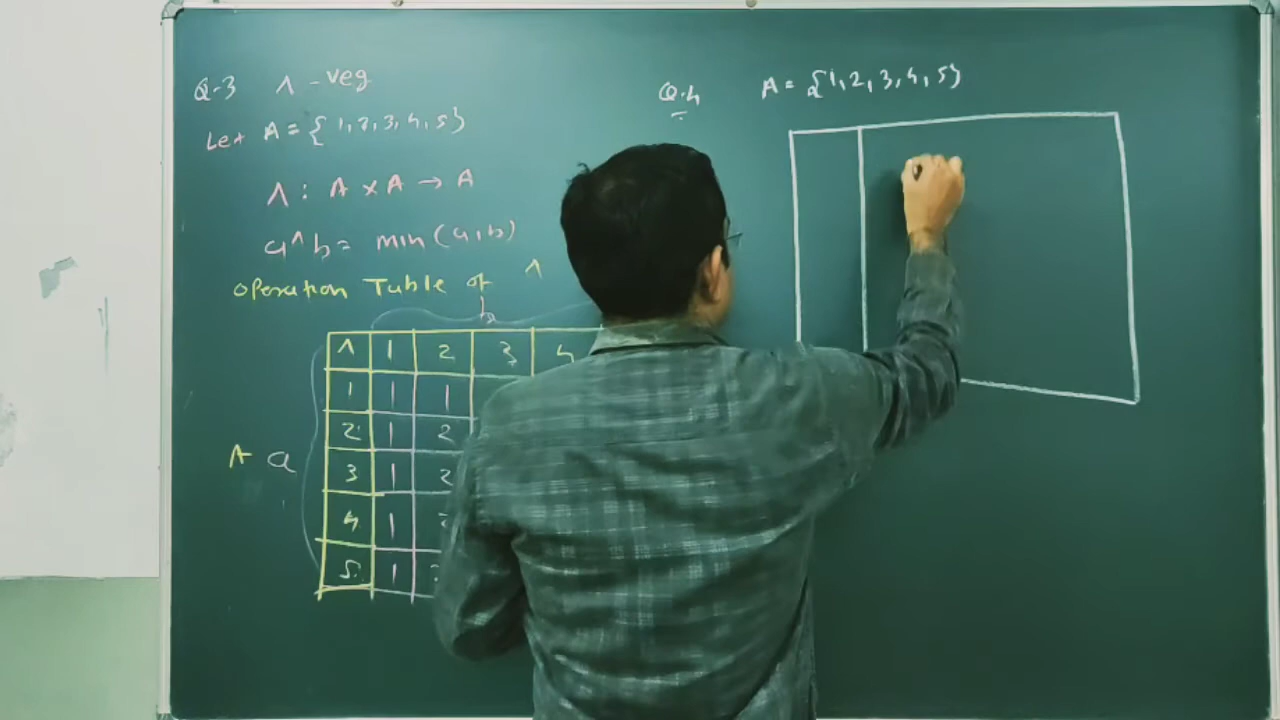 Q.3 ∧ - veg
Let A = { 1, 2, 3, 4, 5}
∧ : A × A → A
a ∧ b = min (a, b)
Operation Table of ∧
b
∧ 1 2 3 4
1 1 1
2 1 2
A a
3 1 2
4 1 2
5 1
Q.4 A = {1, 2, 3, 4, 5}